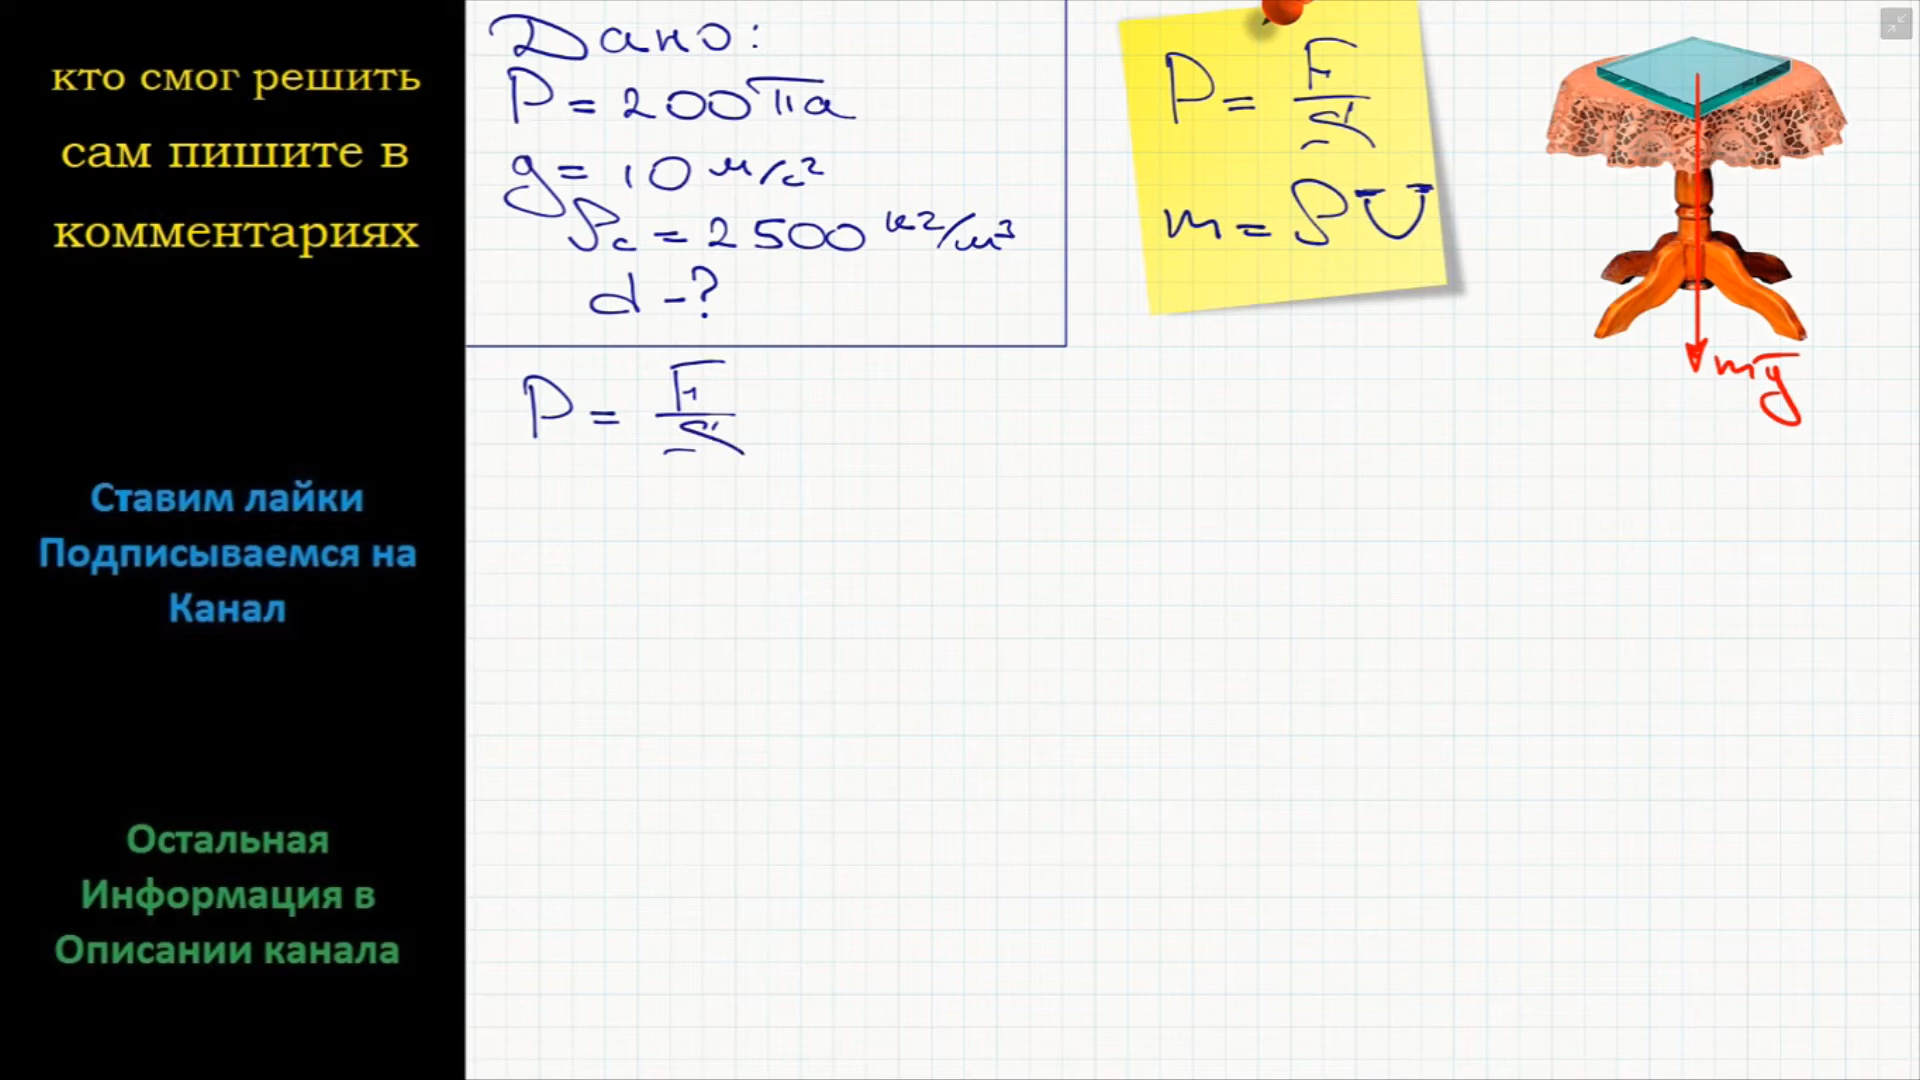 кто смог решить
сам пишите в
комментариях
Ставим лайки
Подписываемся на
Канал
Остальная
Информация в
Описании канала
Дано:
P = 200 Па
g = 10 м/с²
ρс = 2500 кг/м³
d - ?
P = F/S
P = F/S
m = ρV
mg